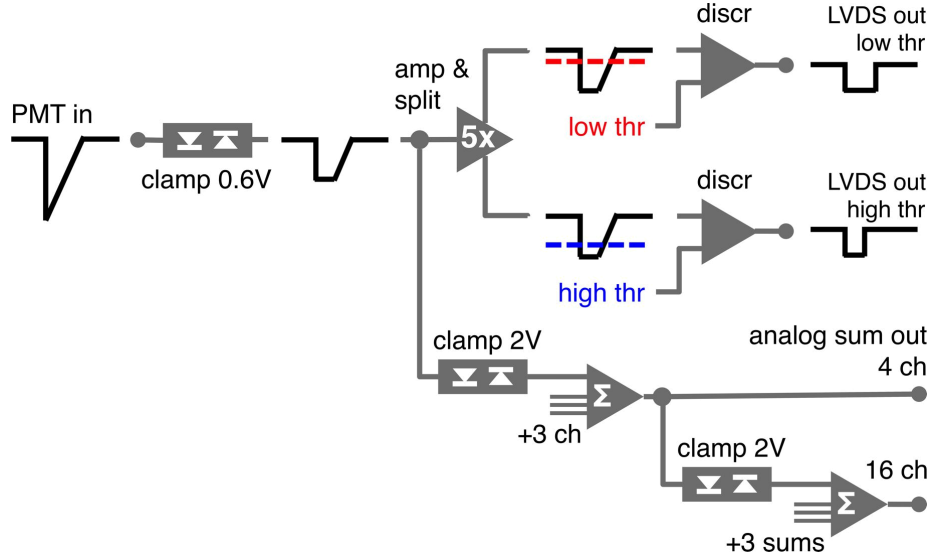 PMT in
clamp 0.6V
amp &
split
5x
low thr
discr
LVDS out
low thr
high thr
discr
LVDS out
high thr
clamp 2V
Σ
+3 ch
analog sum out
4 ch
clamp 2V
Σ
+3 sums
16 ch